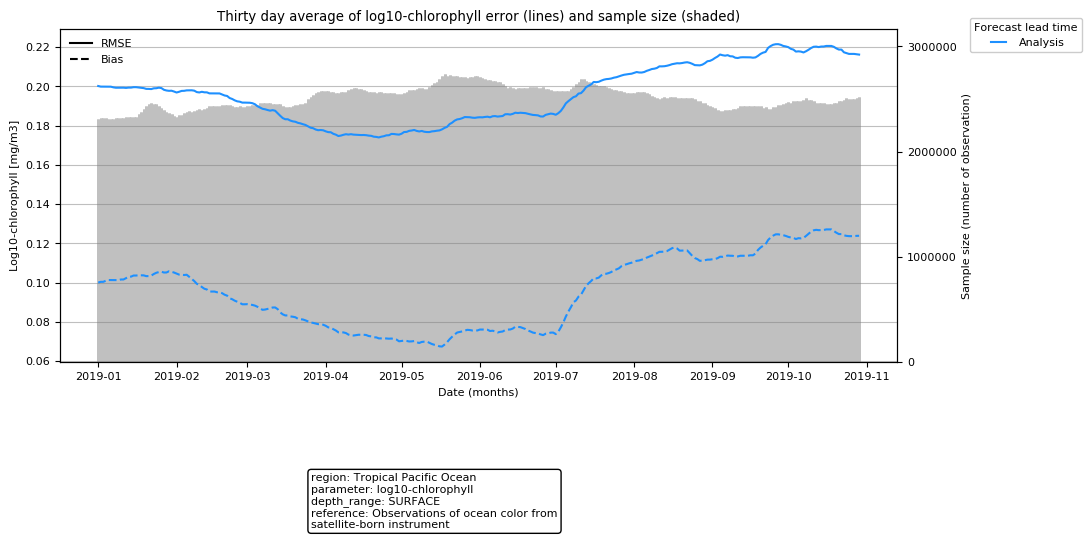 Thirty day average of log10-chlorophyll error (lines) and sample size (shaded)
Forecast lead time
Analysis
RMSE
Bias
0.22
0.20
0.18
0.16
0.14
0.12
0.10
0.08
0.06
Log10-chlorophyll [mg/m3]
3000000
2000000
1000000
0
Sample size (number of observation)
2019-01 2019-02 2019-03 2019-04 2019-05 2019-06 2019-07 2019-08 2019-09 2019-10 2019-11
Date (months)
region: Tropical Pacific Ocean
parameter: log10-chlorophyll
depth_range: SURFACE
reference: Observations of ocean color from
satellite-born instrument